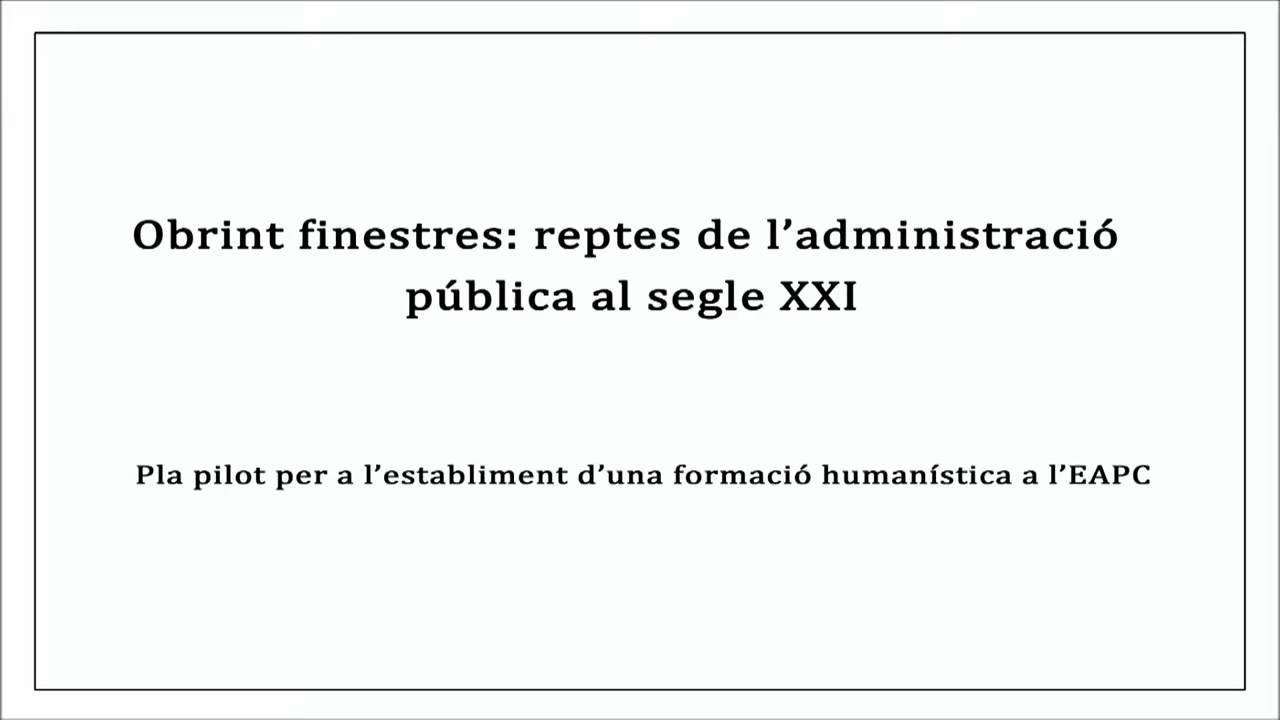 Obrint finestres: reptes de l’administració
pública al segle XXI
Pla pilot per a l’establiment d’una formació humanística a l’EAPC